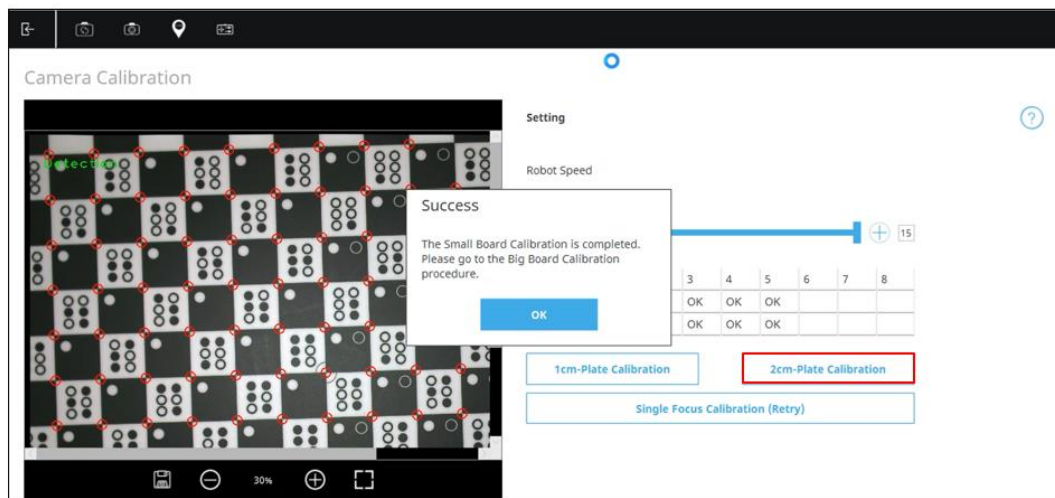 Camera Calibration
Setting
Detection
Robot Speed
Success
The Small Board Calibration is completed.
Please go to the Big Board Calibration
procedure.
OK
15
3 4 5 6 7 8
OK OK OK
OK OK OK
1cm-Plate Calibration
2cm-Plate Calibration
Single Focus Calibration (Retry)
30%
?